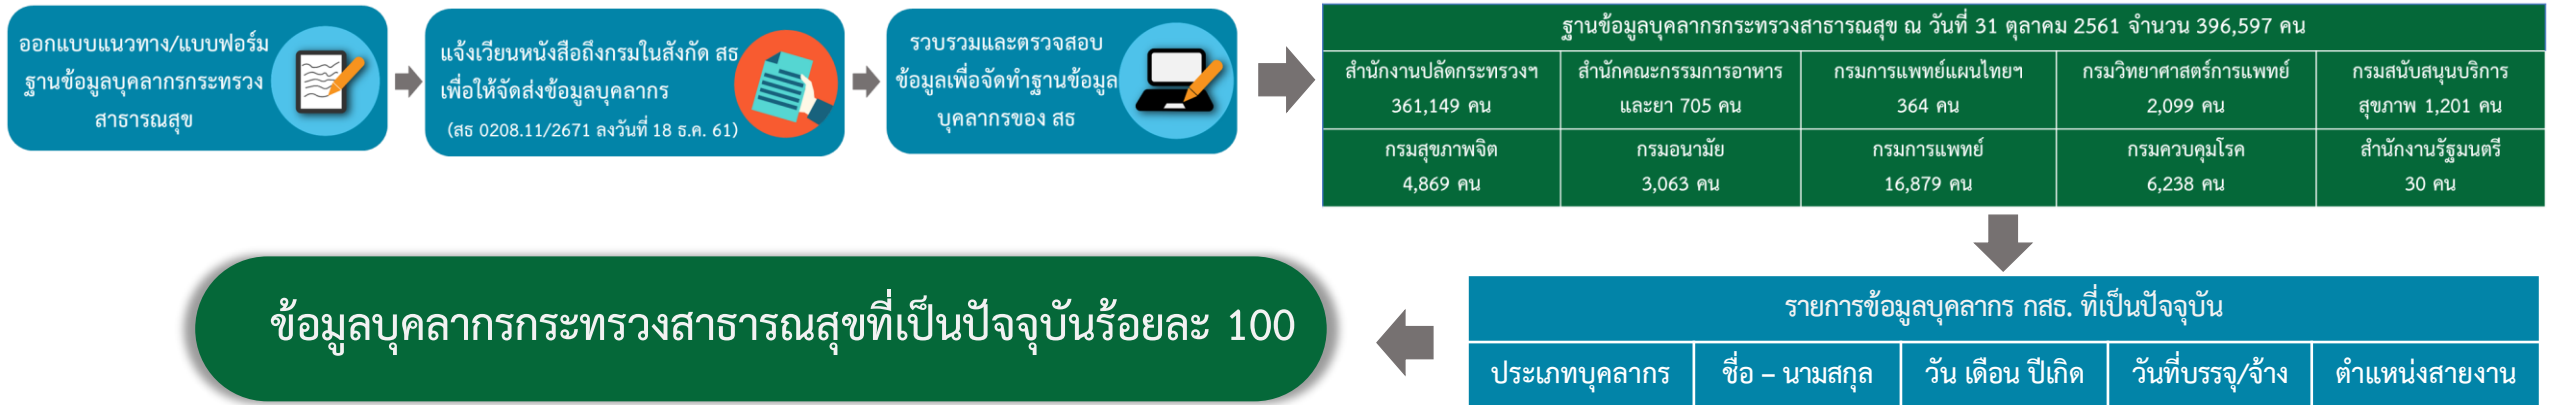 ออกแบบแนวทาง/แบบฟอร์ม
ฐานข้อมูลบุคลากรกระทรวง
สาธารณสุข
แจ้งเวียนหนังสือถึงกรมในสังกัด สธ
เพื่อให้จัดส่งข้อมูลบุคลากร
(สธ 0208.11/2671 ลงวันที่ 18 ธ.ค. 61)
รวบรวมและตรวจสอบ
ข้อมูลเพื่อจัดทำฐานข้อมูล
บุคลากรของ สธ
ฐานข้อมูลบุคลากรกระทรวงสาธารณสุข ณ วันที่ 31 ตุลาคม 2561 จำนวน 396,597 คน
สำนักงานปลัดกระทรวงฯ
361,149 คน
สำนักคณะกรรมการอาหาร
และยา 705 คน
กรมการแพทย์แผนไทยฯ
364 คน
กรมวิทยาศาสตร์การแพทย์
2,099 คน
กรมสนับสนุนบริการ
สุขภาพ 1,201 คน
กรมสุขภาพจิต
4,869 คน
กรมอนามัย
3,063 คน
กรมการแพทย์
16,879 คน
กรมควบคุมโรค
6,238 คน
สำนักงานรัฐมนตรี
30 คน
รายการข้อมูลบุคลากร กสธ. ที่เป็นปัจจุบัน
ประเภทบุคลากร
ชื่อ – นามสกุล
วัน เดือน ปีเกิด
วันที่บรรจุ/จ้าง
ตำแหน่งสายงาน
ข้อมูลบุคลากรกระทรวงสาธารณสุขที่เป็นปัจจุบันร้อยละ 100